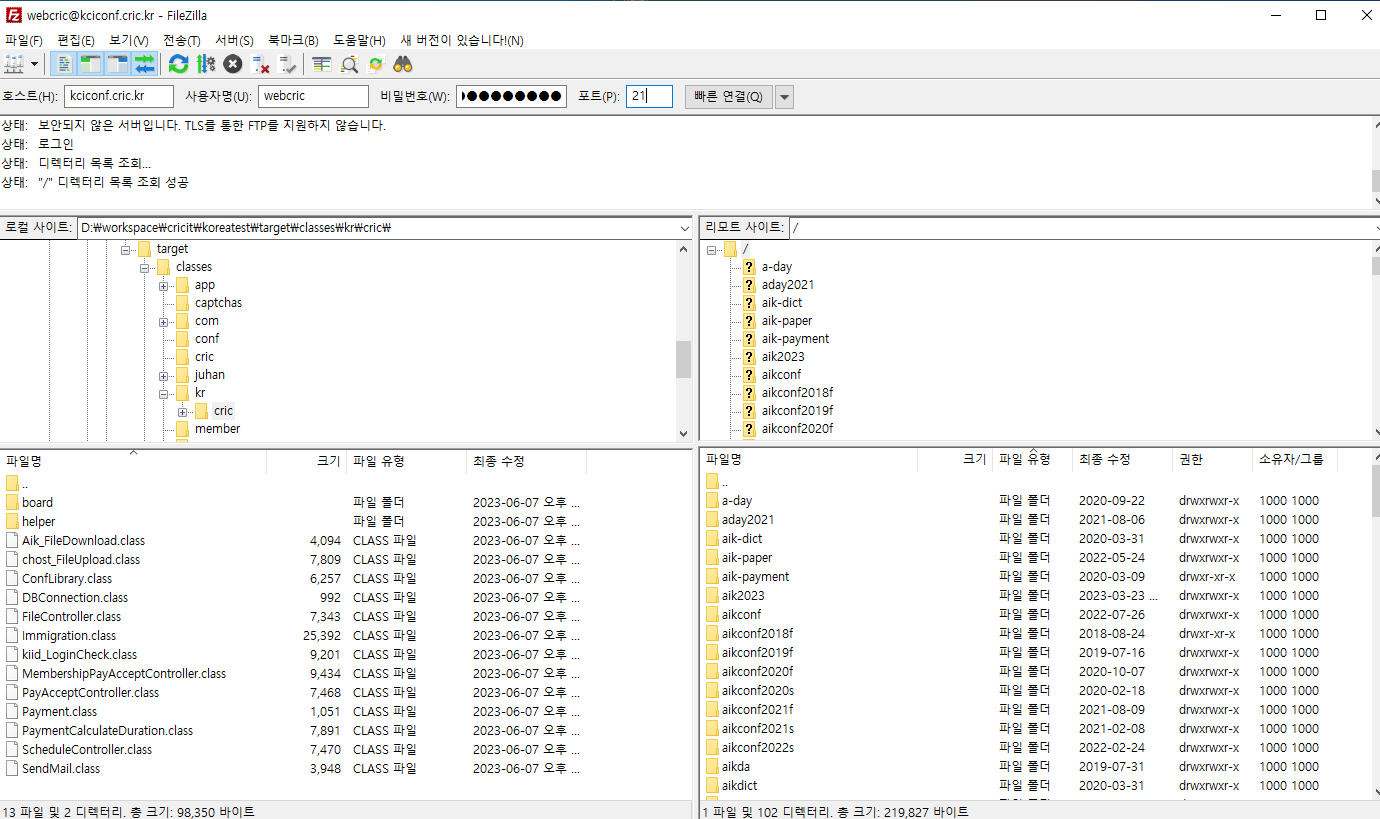 webcric@kciconf.cric.kr - FileZilla
파일(F) 편집(E) 보기(V) 전송(T) 서버(S) 북마크(B) 도움말(H) 새 버전이 있습니다!(N)
호스트(H): kciconf.cric.kr 사용자명(U): webcric 비밀번호(W): ●●●●●●●●● 포트(P): 21 빠른 연결(Q)
상태: 보안되지 않은 서버입니다. TLS를 통한 FTP를 지원하지 않습니다.
상태: 로그인
상태: 디렉터리 목록 조회...
상태: "/" 디렉터리 목록 조회 성공
로컬 사이트: D:₩workspace₩cricit₩koreatest₩target₩classes₩kr₩cric₩
target
classes
app
captchas
com
conf
cric
juhan
kr
cric
member
리모트 사이트: /
/
a-day
aday2021
aik-dict
aik-paper
aik-payment
aik2023
aikconf
aikconf2018f
aikconf2019f
aikconf2020f
파일명 크기 파일 유형 최종 수정
..
board 파일 폴더 2023-06-07 오후 ...
helper 파일 폴더 2023-06-07 오후 ...
Aik_FileDownload.class 4,094 CLASS 파일 2023-06-07 오후 ...
chost_FileUpload.class 7,809 CLASS 파일 2023-06-07 오후 ...
ConfLibrary.class 6,257 CLASS 파일 2023-06-07 오후 ...
DBConnection.class 992 CLASS 파일 2023-06-07 오후 ...
FileController.class 7,343 CLASS 파일 2023-06-07 오후 ...
Immigration.class 25,392 CLASS 파일 2023-06-07 오후 ...
kiid_LoginCheck.class 9,201 CLASS 파일 2023-06-07 오후 ...
MembershipPayAcceptController.class 9,434 CLASS 파일 2023-06-07 오후 ...
PayAcceptController.class 7,468 CLASS 파일 2023-06-07 오후 ...
Payment.class 1,051 CLASS 파일 2023-06-07 오후 ...
PaymentCalculateDuration.class 7,891 CLASS 파일 2023-06-07 오후 ...
ScheduleController.class 7,470 CLASS 파일 2023-06-07 오후 ...
SendMail.class 3,948 CLASS 파일 2023-06-07 오후 ...
13 파일 및 2 디렉터리. 총 크기: 98,350 바이트
파일명 크기 파일 유형 최종 수정 권한 소유자/그룹
..
a-day 파일 폴더 2020-09-22 drwxrwxr-x 1000 1000
aday2021 파일 폴더 2021-08-06 drwxrwxr-x 1000 1000
aik-dict 파일 폴더 2020-03-31 drwxrwxr-x 1000 1000
aik-paper 파일 폴더 2022-05-24 drwxrwxr-x 1000 1000
aik-payment 파일 폴더 2020-03-09 drwxr-xr-x 1000 1000
aik2023 파일 폴더 2023-03-23 ... drwxrwxr-x 1000 1000
aikconf 파일 폴더 2022-07-26 drwxrwxr-x 1000 1000
aikconf2018f 파일 폴더 2018-08-24 drwxr-xr-x 1000 1000
aikconf2019f 파일 폴더 2019-07-16 drwxrwxr-x 1000 1000
aikconf2020f 파일 폴더 2020-10-07 drwxrwxr-x 1000 1000
aikconf2020s 파일 폴더 2020-02-18 drwxrwxr-x 1000 1000
aikconf2021f 파일 폴더 2021-08-09 drwxrwxr-x 1000 1000
aikconf2021s 파일 폴더 2021-02-08 drwxrwxr-x 1000 1000
aikconf2022s 파일 폴더 2022-02-24 drwxrwxr-x 1000 1000
aikda 파일 폴더 2019-07-31 drwxrwxr-x 1000 1000
aikdict 파일 폴더 2020-03-31 drwxrwxr-x 1000 1000
1 파일 및 102 디렉터리. 총 크기: 219,827 바이트